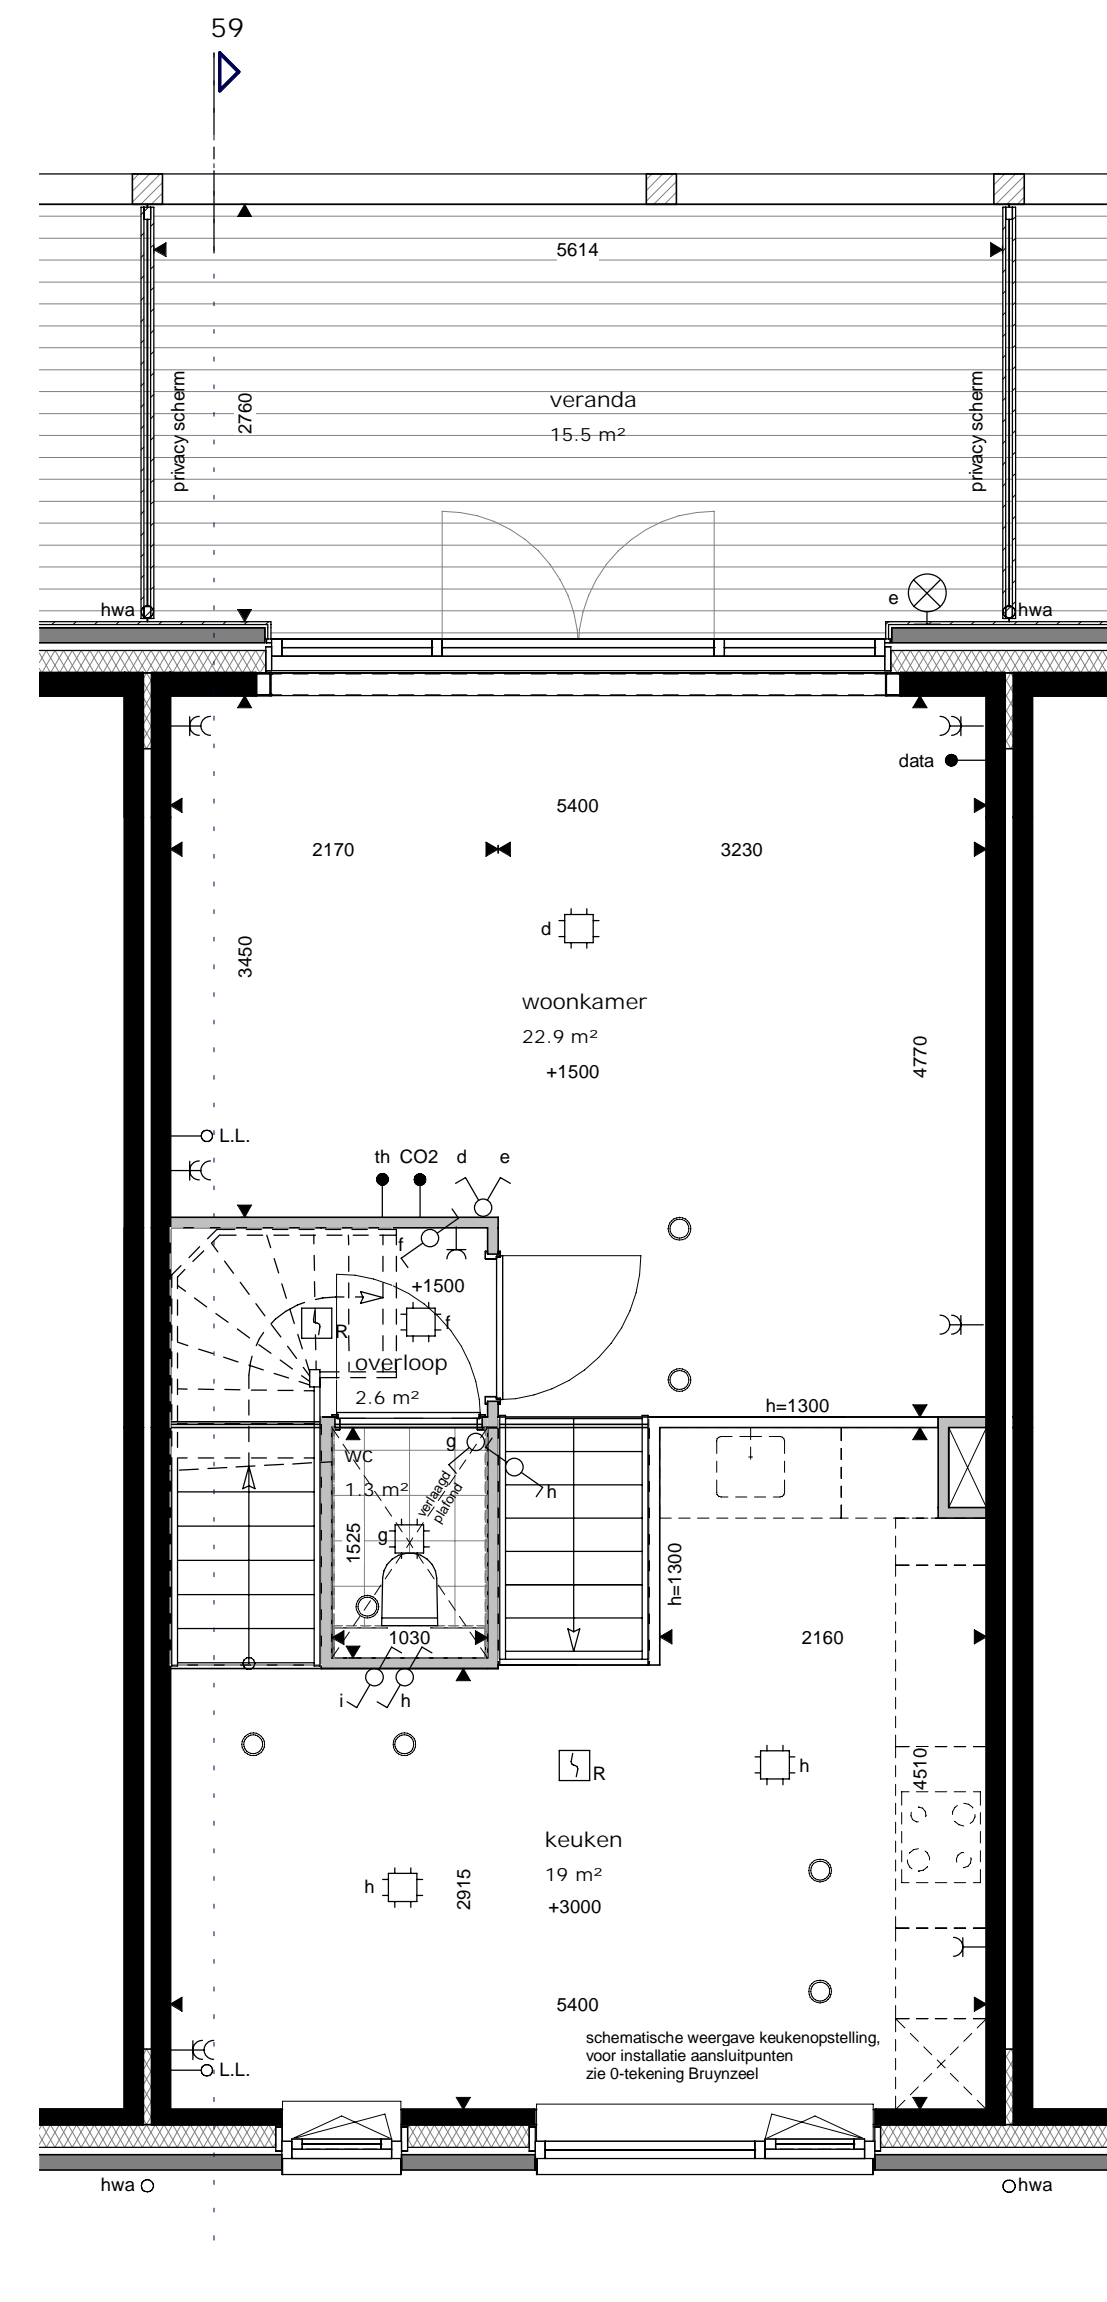 59
5614
privacy scherm
2760
veranda
15.5 m²
privacy scherm
hwa
e
hwa
data
5400
2170
3230
d
3450
woonkamer
22.9 m²
+1500
4770
L.L.
th
CO2
d
e
f
+1500
R
f
overloop
2.6 m²
h=1300
wc
g
1.3 m²
verlaagd
plafond
h
1525
g
h=1300
1030
2160
i
h
R
h
4510
keuken
19 m²
+3000
h
2915
5400
schematische weergave keukenopstelling,
voor installatie aansluitpunten
zie 0-tekening Bruynzeel
L.L.
hwa
hwa